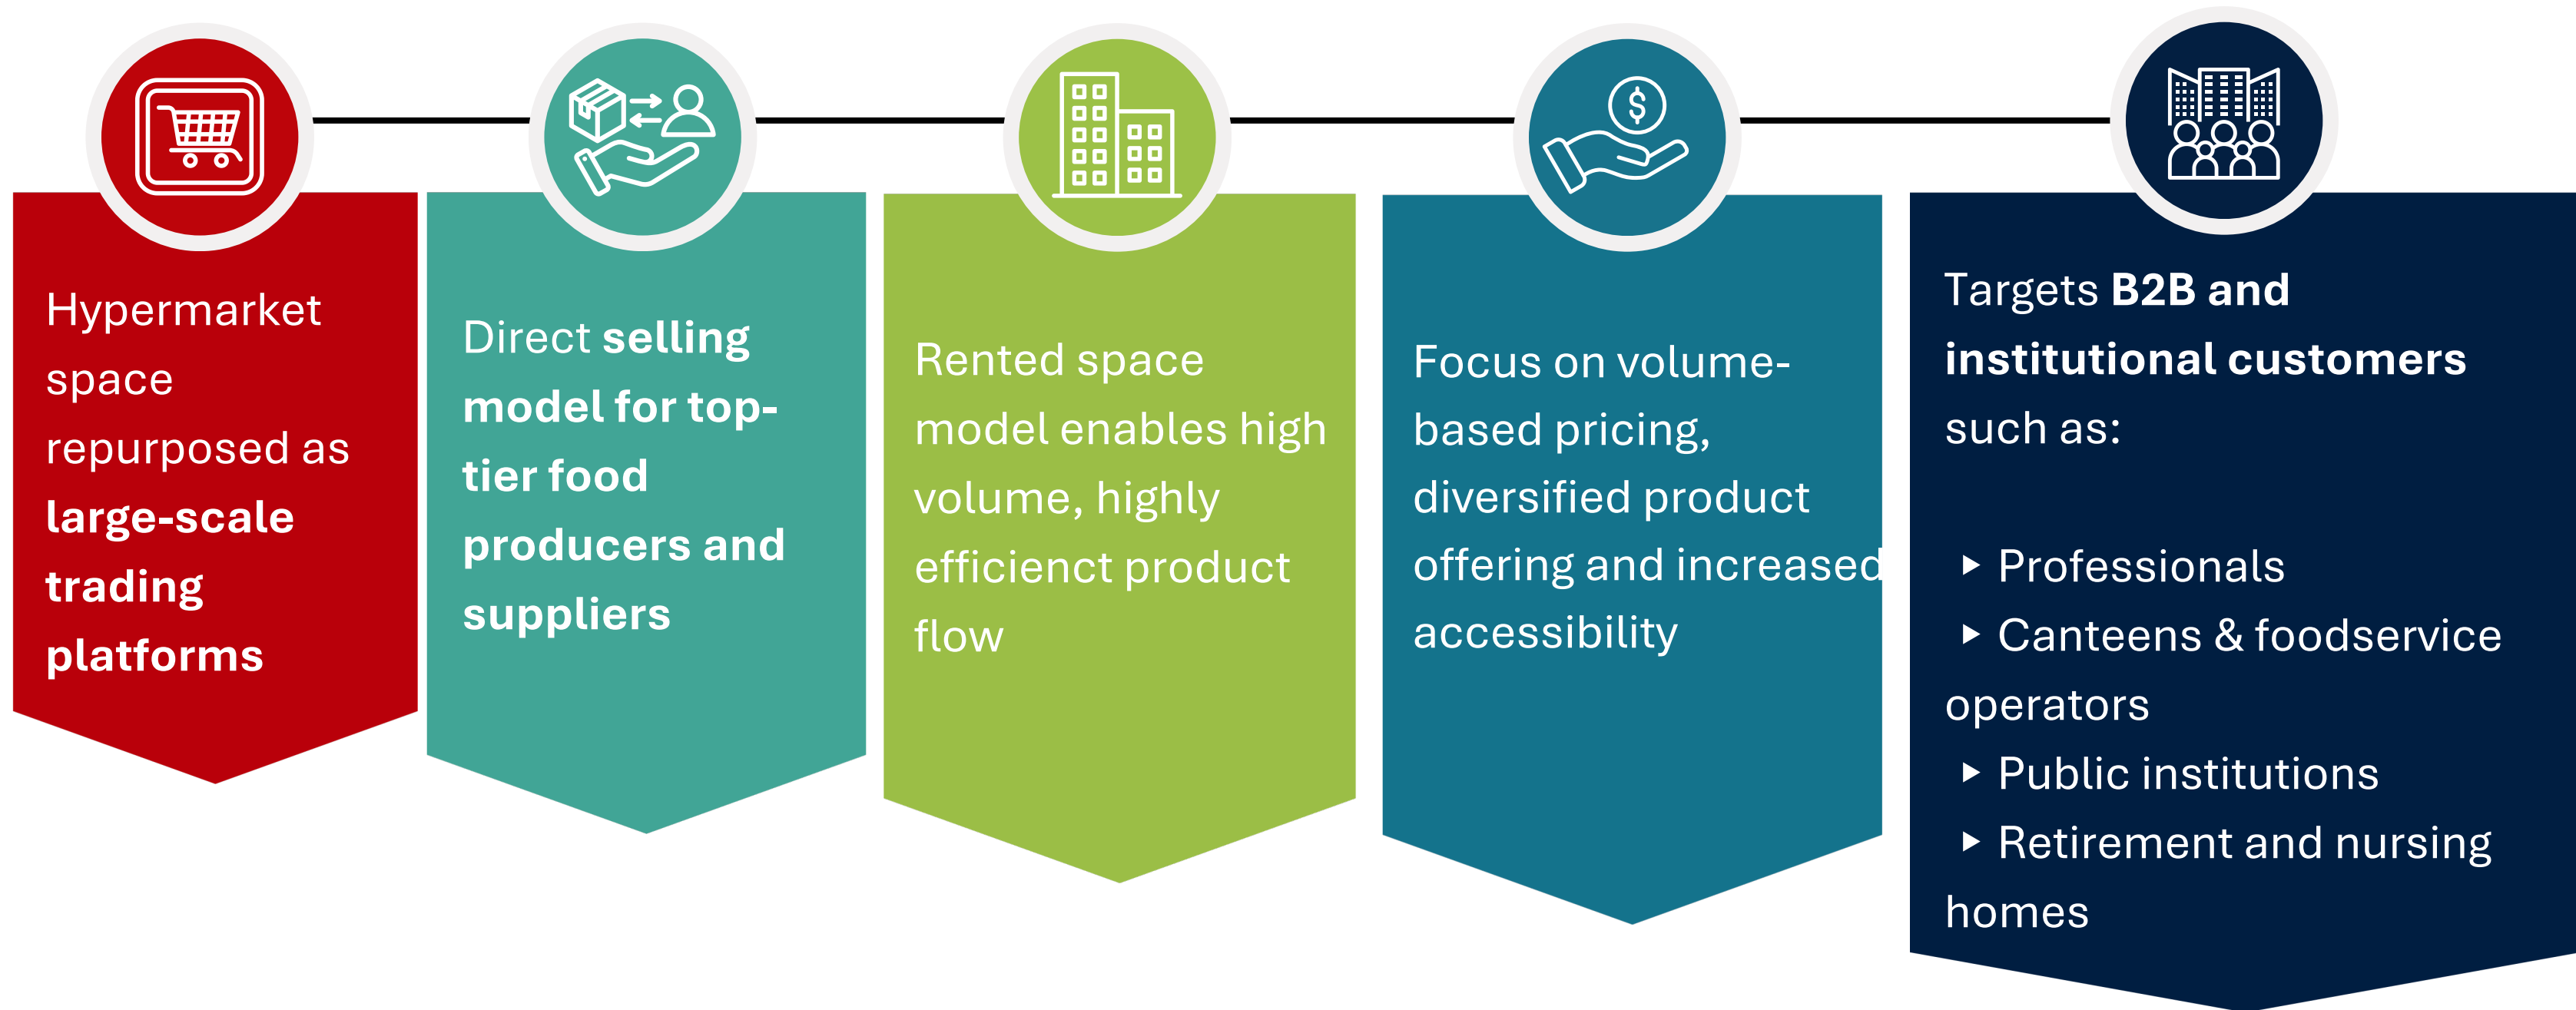 Hypermarket
space
repurposed as
large-scale
trading
platforms
Direct selling
model for top-
tier food
producers and
suppliers
Rented space
model enables high
volume, highly
efficienct product
flow
$
Focus on volume-
based pricing,
diversified product
offering and increased
accessibility
Targets B2B and
institutional customers
such as:
▸ Professionals
▸ Canteens & foodservice
operators
▸ Public institutions
▸ Retirement and nursing
homes